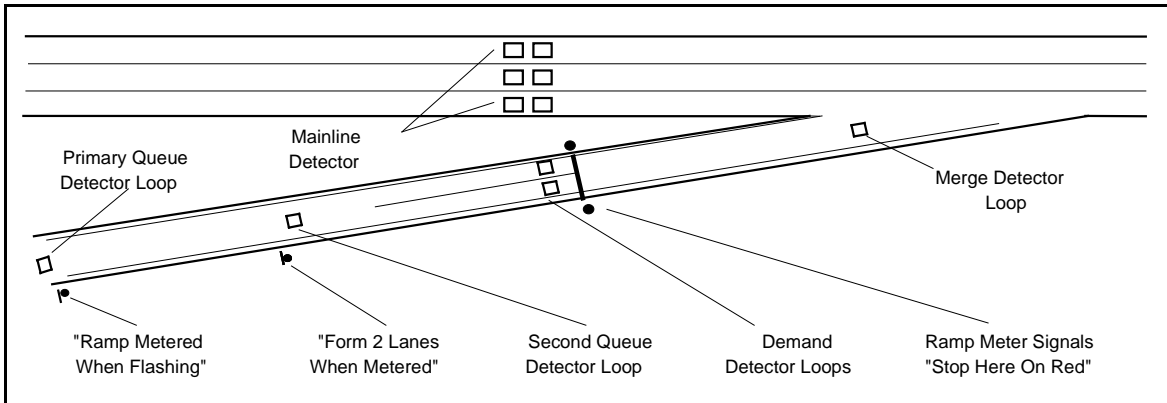 Mainline
Detector
Primary Queue
Detector Loop
Merge Detector
Loop
"Ramp Metered
When Flashing"
"Form 2 Lanes
When Metered"
Second Queue
Detector Loop
Demand
Detector Loops
Ramp Meter Signals
"Stop Here On Red"